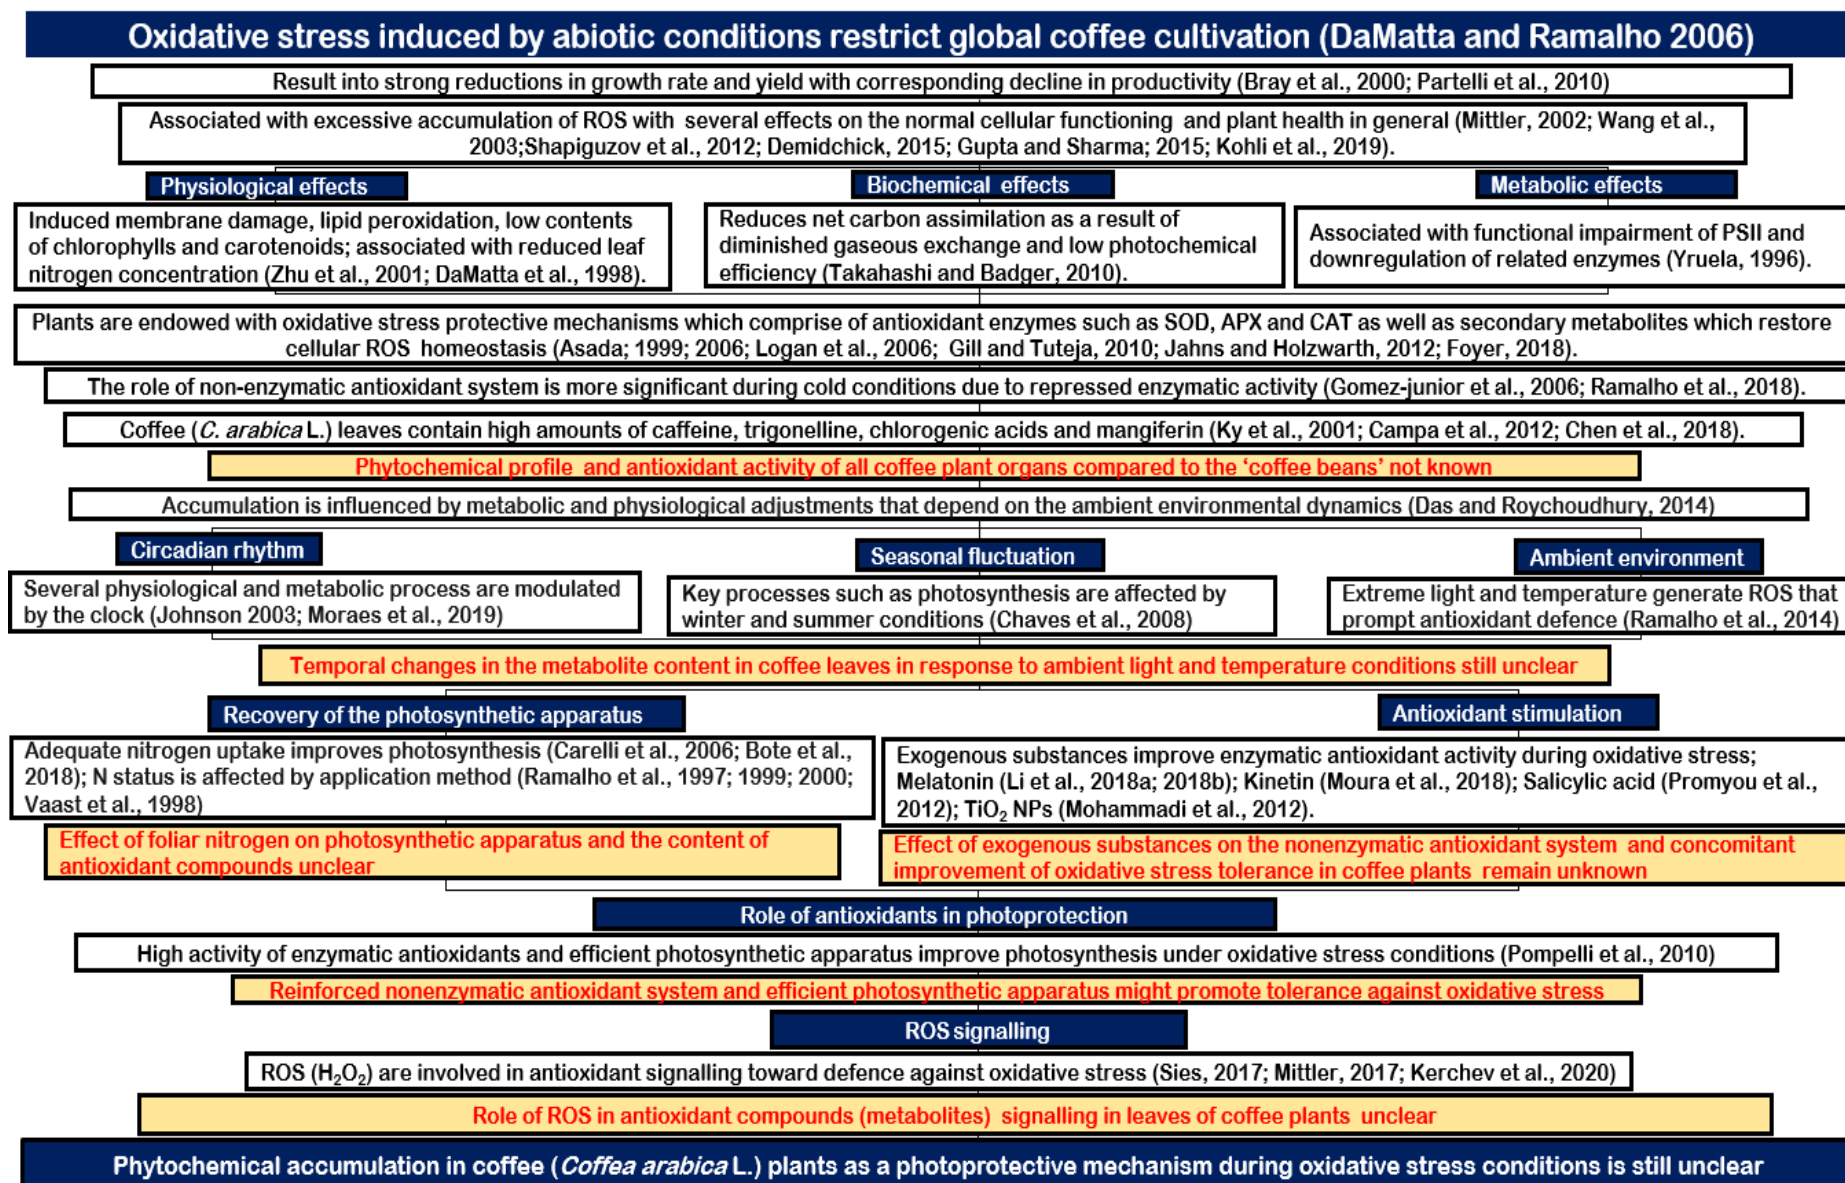 Oxidative stress induced by abiotic conditions restrict global coffee cultivation (DaMatta and Ramalho 2006)
Result into strong reductions in growth rate and yield with corresponding decline in productivity (Bray et al., 2000; Partelli et al., 2010)
Associated with excessive accumulation of ROS with several effects on the normal cellular functioning and plant health in general (Mittler, 2002; Wang et al.,
2003;Shapiguzov et al., 2012; Demidchick, 2015; Gupta and Sharma; 2015; Kohli et al., 2019).
Physiological effects
Induced membrane damage, lipid peroxidation, low contents
of chlorophylls and carotenoids; associated with reduced leaf
nitrogen concentration (Zhu et al., 2001; DaMatta et al., 1998).
Biochemical effects
Reduces net carbon assimilation as a result of
diminished gaseous exchange and low photochemical
efficiency (Takahashi and Badger, 2010).
Metabolic effects
Associated with functional impairment of PSII and
downregulation of related enzymes (Yruela, 1996).
Plants are endowed with oxidative stress protective mechanisms which comprise of antioxidant enzymes such as SOD, APX and CAT as well as secondary metabolites which restore
cellular ROS homeostasis (Asada; 1999; 2006; Logan et al., 2006; Gill and Tuteja, 2010; Jahns and Holzwarth, 2012; Foyer, 2018).
The role of non-enzymatic antioxidant system is more significant during cold conditions due to repressed enzymatic activity (Gomez-junior et al., 2006; Ramalho et al., 2018).
Coffee (C. arabica L.) leaves contain high amounts of caffeine, trigonelline, chlorogenic acids and mangiferin (Ky et al., 2001; Campa et al., 2012; Chen et al., 2018).
Phytochemical profile and antioxidant activity of all coffee plant organs compared to the ‘coffee beans’ not known
Accumulation is influenced by metabolic and physiological adjustments that depend on the ambient environmental dynamics (Das and Roychoudhury, 2014)
Circadian rhythm
Several physiological and metabolic process are modulated
by the clock (Johnson 2003; Moraes et al., 2019)
Seasonal fluctuation
Key processes such as photosynthesis are affected by
winter and summer conditions (Chaves et al., 2008)
Ambient environment
Extreme light and temperature generate ROS that
prompt antioxidant defence (Ramalho et al., 2014)
Temporal changes in the metabolite content in coffee leaves in response to ambient light and temperature conditions still unclear
Recovery of the photosynthetic apparatus
Adequate nitrogen uptake improves photosynthesis (Carelli et al., 2006; Bote et al.,
2018); N status is affected by application method (Ramalho et al., 1997; 1999; 2000;
Vaast et al., 1998)
Effect of foliar nitrogen on photosynthetic apparatus and the content of
antioxidant compounds unclear
Antioxidant stimulation
Exogenous substances improve enzymatic antioxidant activity during oxidative stress;
Melatonin (Li et al., 2018a; 2018b); Kinetin (Moura et al., 2018); Salicylic acid (Promyou et al.,
2012); TiO₂ NPs (Mohammadi et al., 2012).
Effect of exogenous substances on the nonenzymatic antioxidant system and concomitant
improvement of oxidative stress tolerance in coffee plants remain unknown
Role of antioxidants in photoprotection
High activity of enzymatic antioxidants and efficient photosynthetic apparatus improve photosynthesis under oxidative stress conditions (Pompelli et al., 2010)
Reinforced nonenzymatic antioxidant system and efficient photosynthetic apparatus might promote tolerance against oxidative stress
ROS signalling
ROS (H₂O₂) are involved in antioxidant signalling toward defence against oxidative stress (Sies, 2017; Mittler, 2017; Kerchev et al., 2020)
Role of ROS in antioxidant compounds (metabolites) signalling in leaves of coffee plants unclear
Phytochemical accumulation in coffee (Coffea arabica L.) plants as a photoprotective mechanism during oxidative stress conditions is still unclear